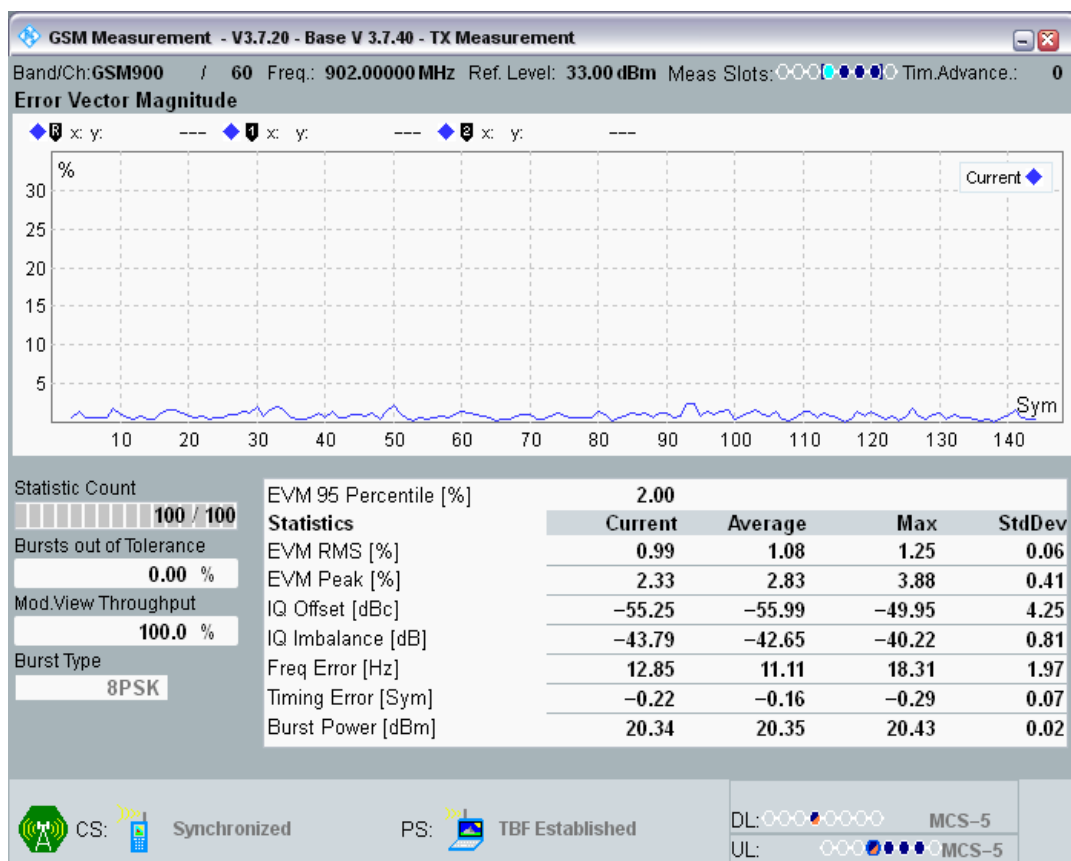 GSM Measurement - V3.7.20 - Base V 3.7.40 - TX Measurement
Band/Ch:GSM900 / 60 Freq.: 902.00000 MHz Ref. Level: 33.00 dBm Meas Slots: Tim.Advance.: 0
Error Vector Magnitude
R x: y: --- 1 x: y: --- 2 x: y: ---
%
Current
30
25
20
15
10
5
Sym
10 20 30 40 50 60 70 80 90 100 110 120 130 140
Statistic Count
100 / 100
Bursts out of Tolerance
0.00 %
Mod.View Throughput
100.0 %
Burst Type
8PSK
EVM 95 Percentile [%] 2.00
Statistics Current Average Max StdDev
EVM RMS [%] 0.99 1.08 1.25 0.06
EVM Peak [%] 2.33 2.83 3.88 0.41
IQ Offset [dBc] −55.25 −55.99 −49.95 4.25
IQ Imbalance [dB] −43.79 −42.65 −40.22 0.81
Freq Error [Hz] 12.85 11.11 18.31 1.97
Timing Error [Sym] −0.22 −0.16 −0.29 0.07
Burst Power [dBm] 20.34 20.35 20.43 0.02
CS: Synchronized PS: TBF Established
DL: MCS−5
UL: MCS−5